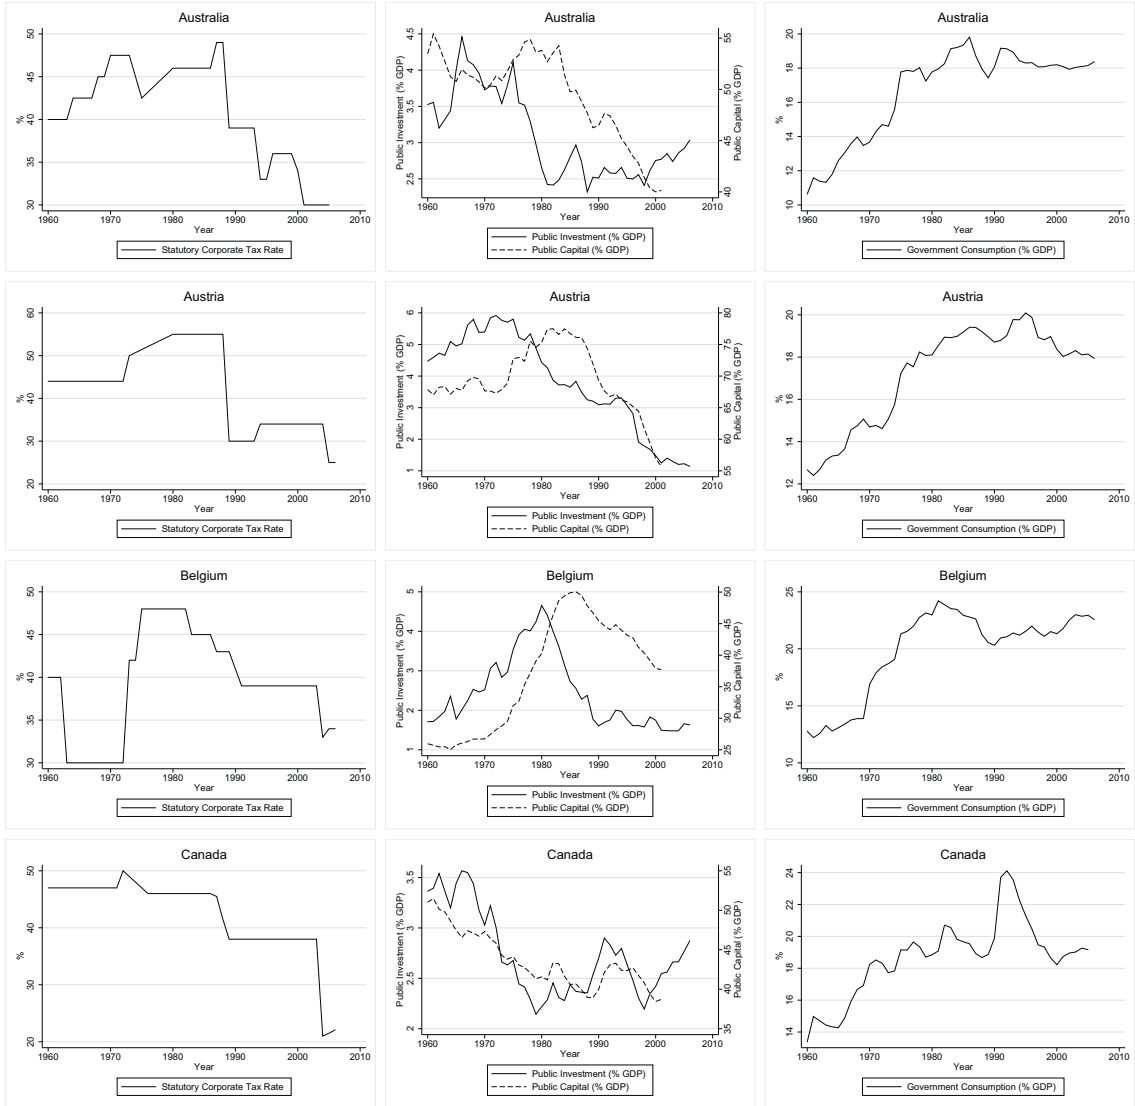 Australia
50
45
40
35
30
%
1960 1970 1980 1990 2000 2010
Year
Statutory Corporate Tax Rate
Australia
4.5
4
3.5
3
2.5
Public Investment (% GDP)
55
50
45
40
Public Capital (% GDP)
1960 1970 1980 1990 2000 2010
Year
Public Investment (% GDP)
Public Capital (% GDP)
Australia
20
18
16
14
12
10
%
1960 1970 1980 1990 2000 2010
Year
Government Consumption (% GDP)
Austria
60
50
40
30
20
%
1960 1970 1980 1990 2000 2010
Year
Statutory Corporate Tax Rate
Austria
6
5
4
3
2
1
Public Investment (% GDP)
80
75
70
65
60
55
Public Capital (% GDP)
1960 1970 1980 1990 2000 2010
Year
Public Investment (% GDP)
Public Capital (% GDP)
Austria
20
18
16
14
12
%
1960 1970 1980 1990 2000 2010
Year
Government Consumption (% GDP)
Belgium
50
45
40
35
30
%
1960 1970 1980 1990 2000 2010
Year
Statutory Corporate Tax Rate
Belgium
5
4
3
2
1
Public Investment (% GDP)
50
45
40
35
30
25
Public Capital (% GDP)
1960 1970 1980 1990 2000 2010
Year
Public Investment (% GDP)
Public Capital (% GDP)
Belgium
25
20
15
10
%
1960 1970 1980 1990 2000 2010
Year
Government Consumption (% GDP)
Canada
50
40
30
20
%
1960 1970 1980 1990 2000 2010
Year
Statutory Corporate Tax Rate
Canada
3.5
3
2.5
2
Public Investment (% GDP)
55
50
45
40
35
Public Capital (% GDP)
1960 1970 1980 1990 2000 2010
Year
Public Investment (% GDP)
Public Capital (% GDP)
Canada
24
22
20
18
16
14
%
1960 1970 1980 1990 2000 2010
Year
Government Consumption (% GDP)